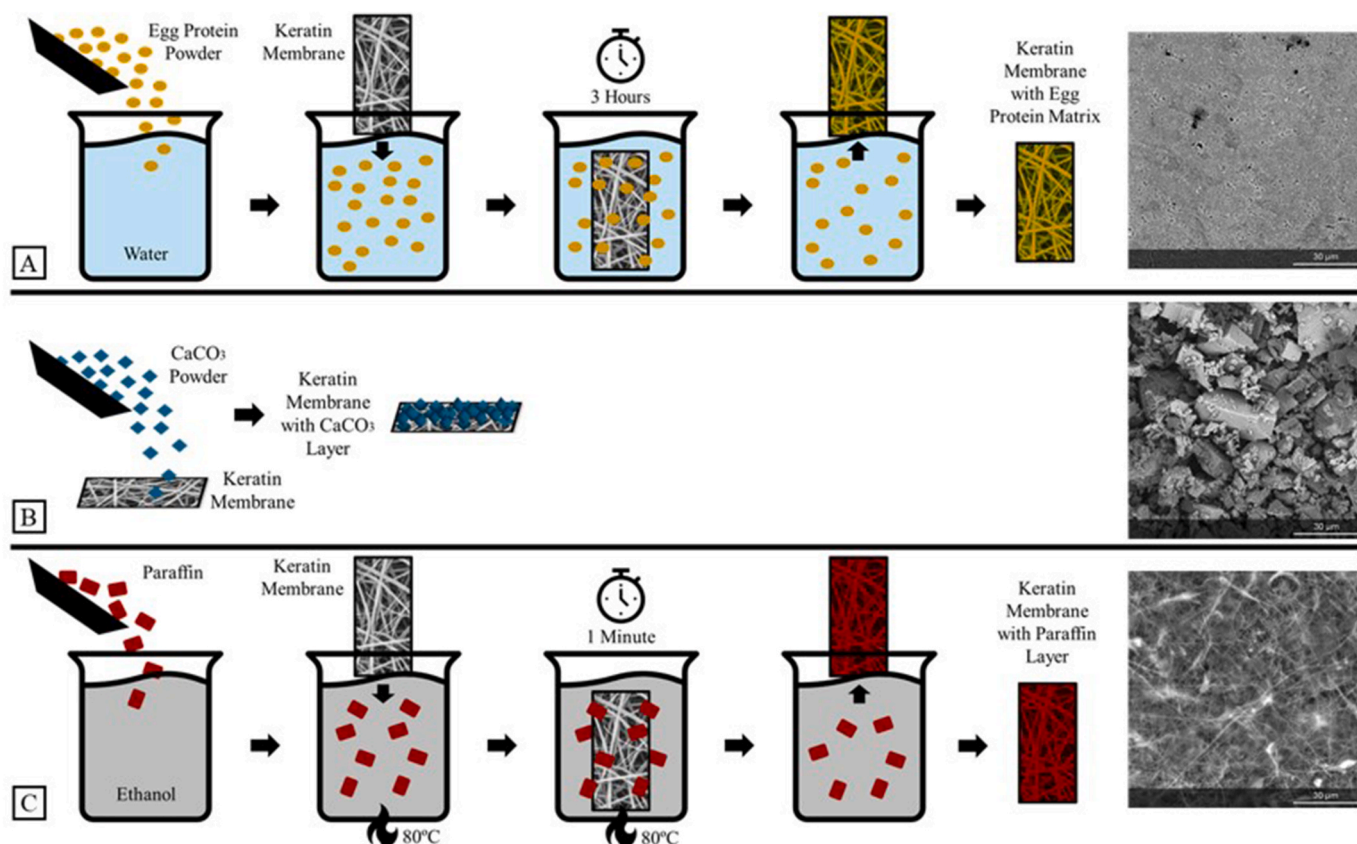 Egg Protein
Powder
Keratin
Membrane
3 Hours
Keratin
Membrane
with Egg
Protein Matrix
Water
A
30 µm
CaCO₃
Powder
Keratin
Membrane
with CaCO₃
Layer
Keratin
Membrane
B
30 µm
Paraffin
Keratin
Membrane
1 Minute
Keratin
Membrane
with Paraffin
Layer
Ethanol
C
80ºC
80ºC
30 µm